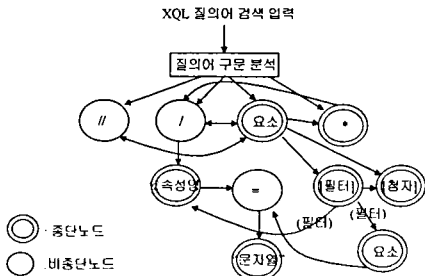 XQL 질의어 검색 입력
질의어 구문 분석
// / 요소 *
속성명 = [필터] [첨자]
(필터) (필터)
문자열 요소
: 종단노드
: 비종단노드